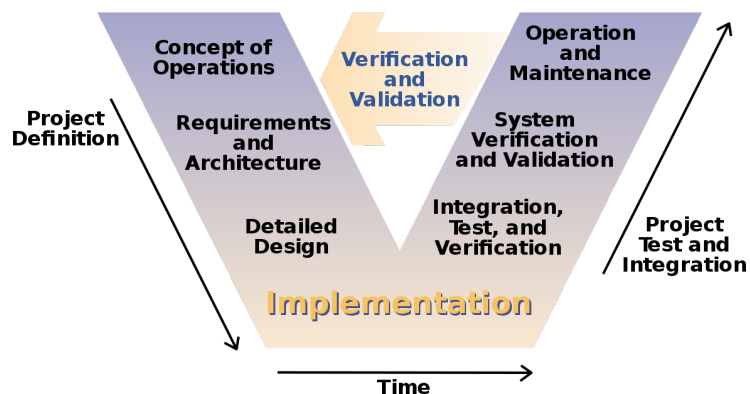 Concept of
Operations
Verification
and
Validation
Operation
and
Maintenance
Project
Definition
Requirements
and
Architecture
System
Verification
and Validation
Detailed
Design
Integration,
Test, and
Verification
Project
Test and
Integration
Implementation
Time